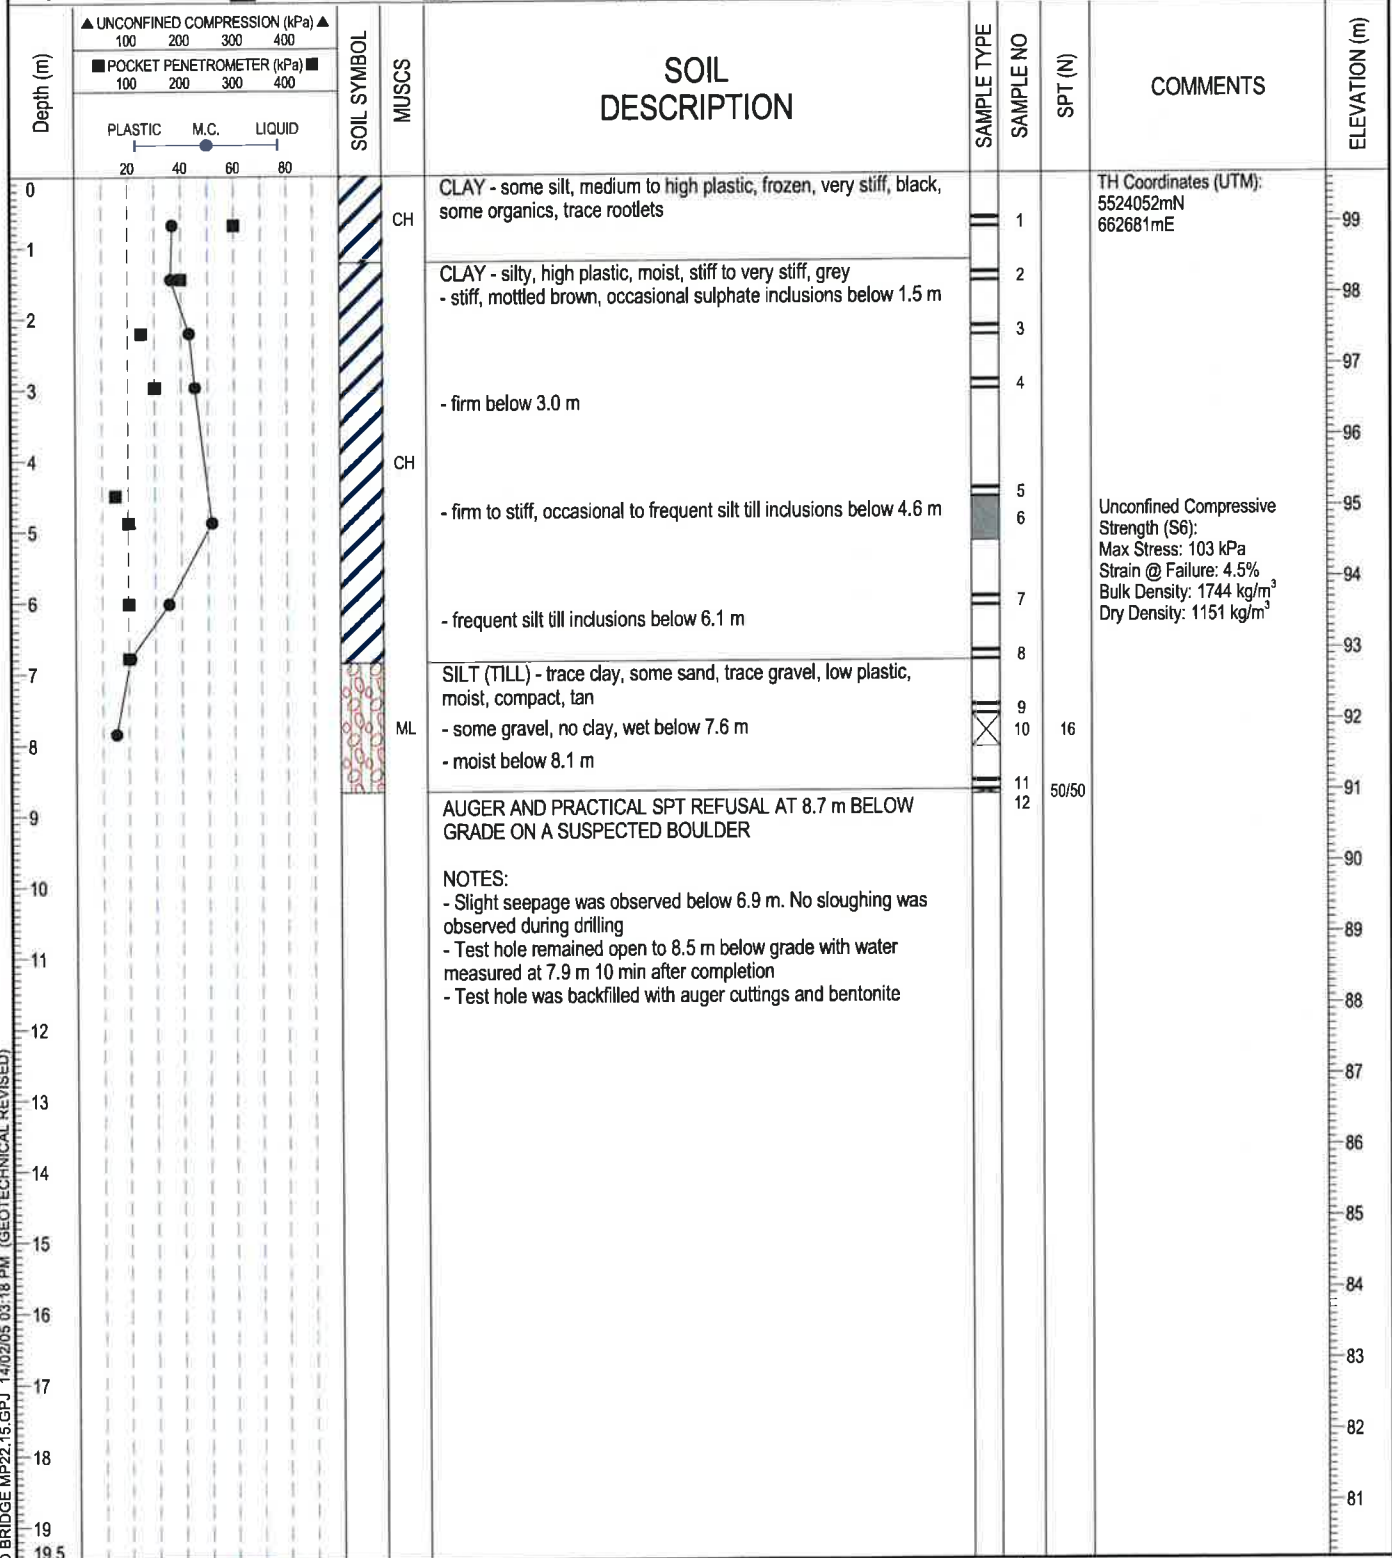 ▲ UNCONFINED COMPRESSION (kPa) ▲
100 200 300 400
■ POCKET PENETROMETER (kPa) ■
100 200 300 400
PLASTIC M.C. LIQUID
20 40 60 80
Depth (m)
SOIL SYMBOL
MUSCS
SOIL
DESCRIPTION
SAMPLE TYPE
SAMPLE NO
SPT (N)
COMMENTS
ELEVATION (m)
0
1
2
3
4
5
6
7
8
9
10
11
12
13
14
15
16
17
18
19
19.5
CH
CH
ML
CLAY - some silt, medium to high plastic, frozen, very stiff, black,
some organics, trace rootlets
CLAY - silty, high plastic, moist, stiff to very stiff, grey
- stiff, mottled brown, occasional sulphate inclusions below 1.5 m
- firm below 3.0 m
- firm to stiff, occasional to frequent silt till inclusions below 4.6 m
- frequent silt till inclusions below 6.1 m
SILT (TILL) - trace clay, some sand, trace gravel, low plastic,
moist, compact, tan
- some gravel, no clay, wet below 7.6 m
- moist below 8.1 m
AUGER AND PRACTICAL SPT REFUSAL AT 8.7 m BELOW
GRADE ON A SUSPECTED BOULDER
NOTES:
- Slight seepage was observed below 6.9 m. No sloughing was
observed during drilling
- Test hole remained open to 8.5 m below grade with water
measured at 7.9 m 10 min after completion
- Test hole was backfilled with auger cuttings and bentonite
1
2
3
4
5
6
7
8
9
10
11
12
16
50/50
TH Coordinates (UTM):
5524052mN
662681mE
Unconfined Compressive
Strength (S6):
Max Stress: 103 kPa
Strain @ Failure: 4.5%
Bulk Density: 1744 kg/m³
Dry Density: 1151 kg/m³
99
98
97
96
95
94
93
92
91
90
89
88
87
86
85
84
83
82
81
BRIDGE MP22.15.GPJ 14/02/05 03:18 PM (GEOTECHNICAL REVISED)